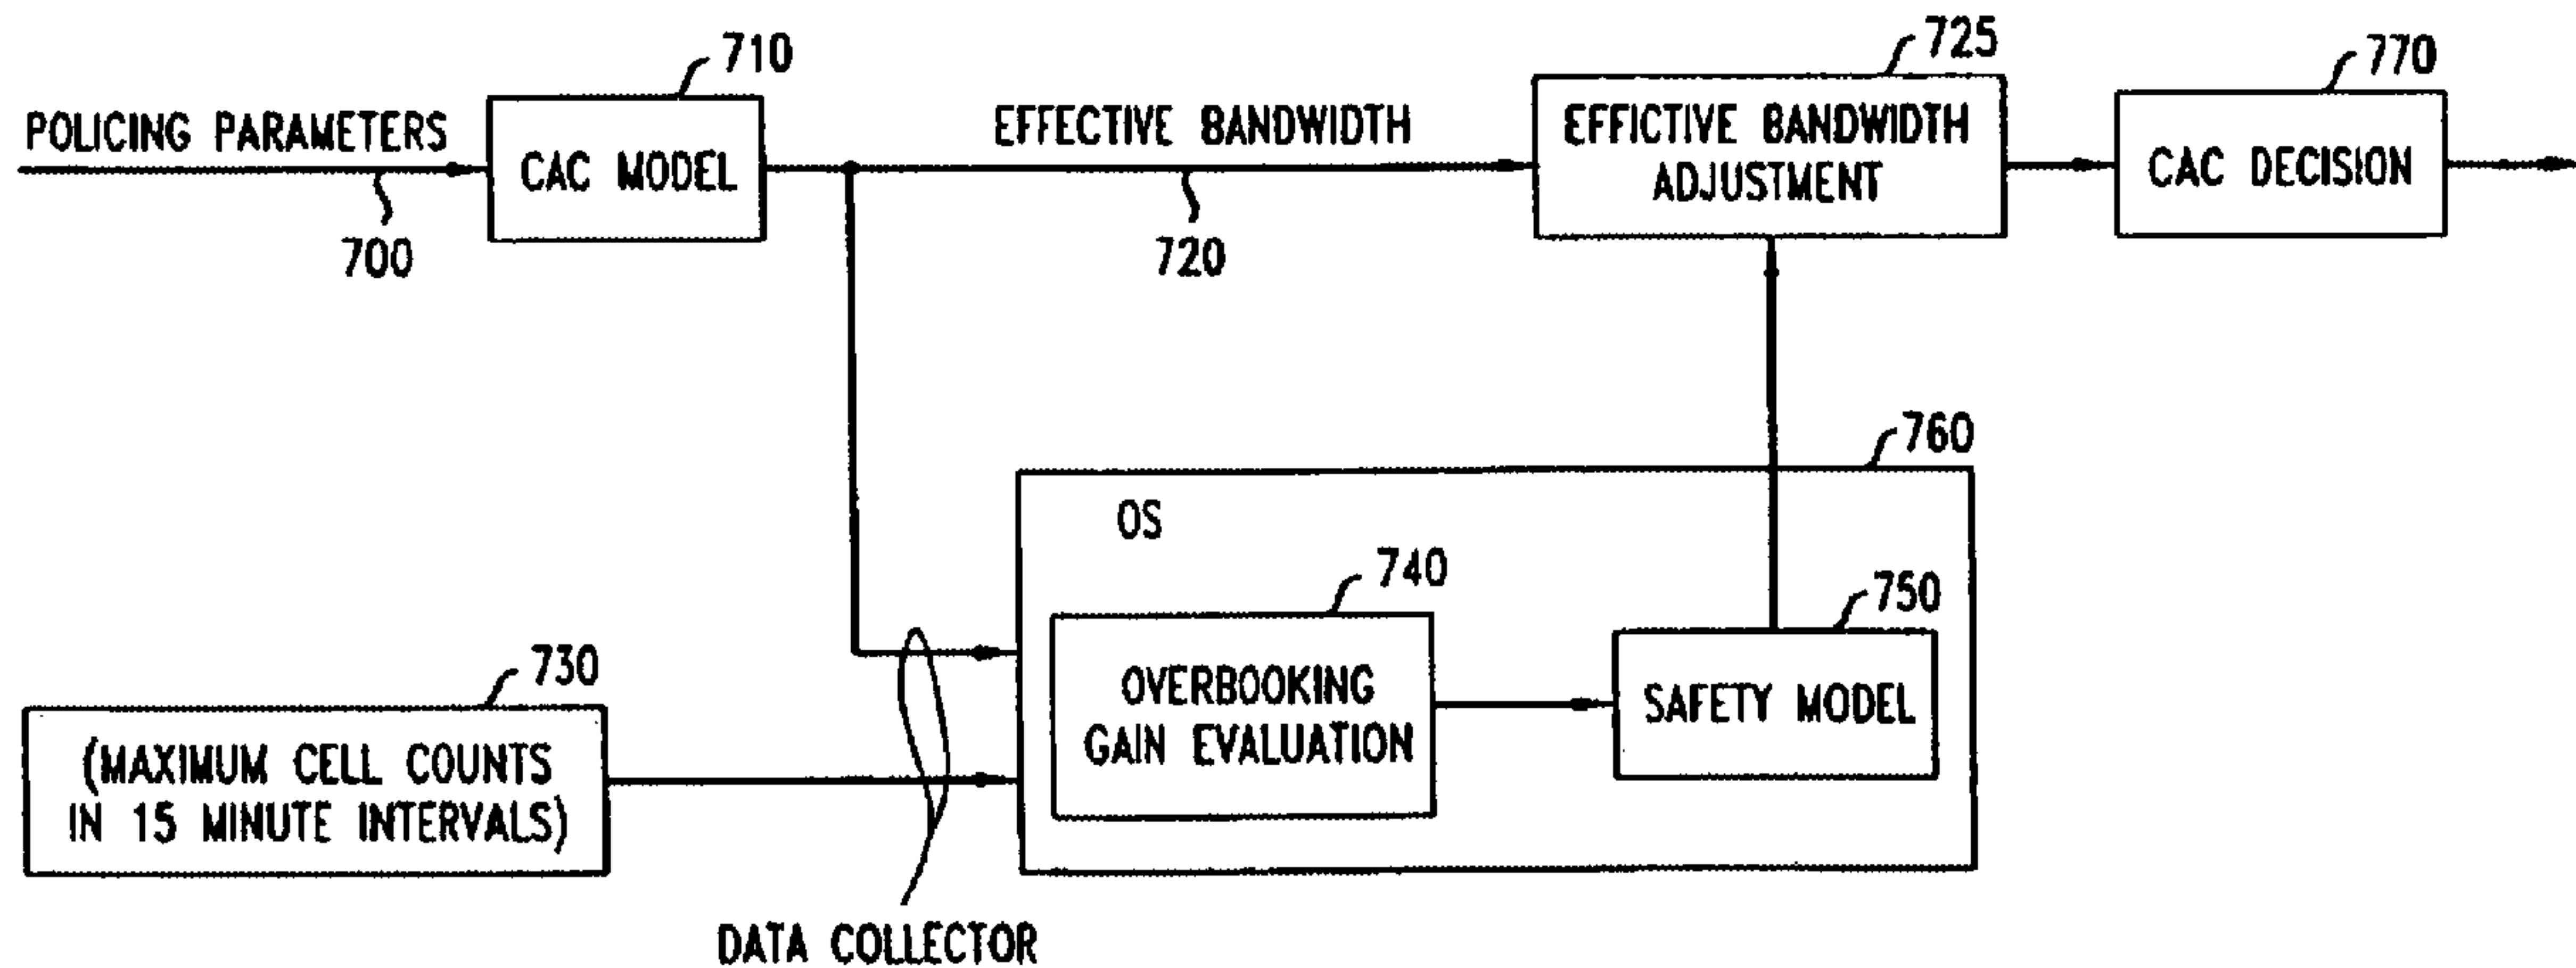 710
725
770
POLICING PARAMETERS
CAC MODEL
EFFECTIVE BANDWIDTH
EFFICTIVE BANDWIDTH
ADJUSTMENT
CAC DECISION
700
720
760
OS
740
750
730
OVERBOOKING
GAIN EVALUATION
SAFETY MODEL
(MAXIMUM CELL COUNTS
IN 15 MINUTE INTERVALS)
DATA COLLECTOR